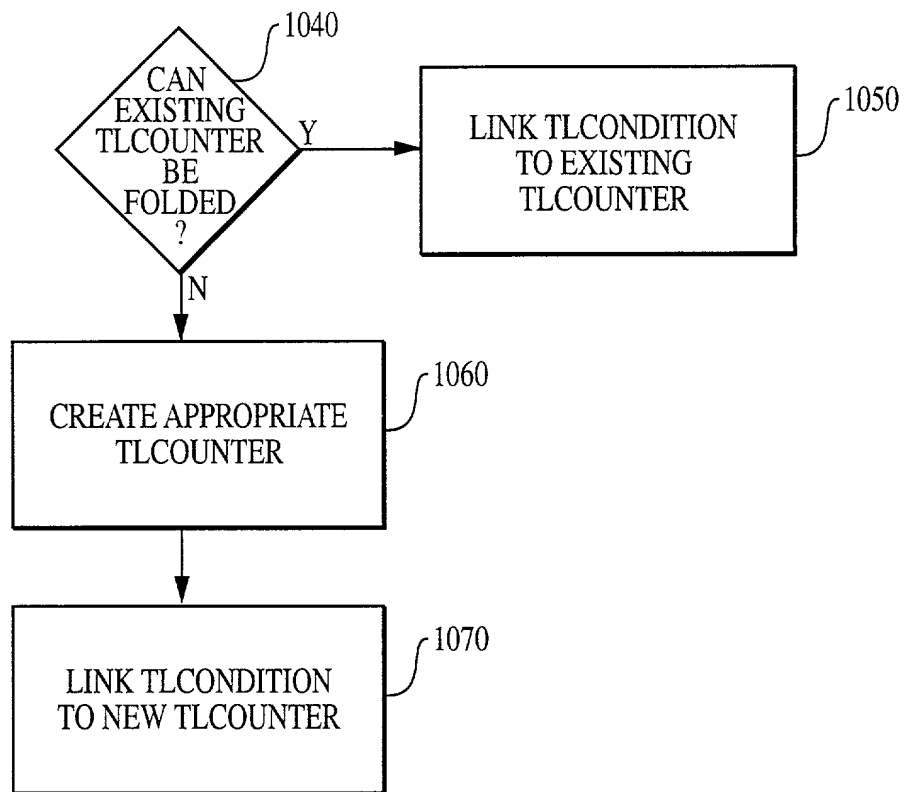 1040
CAN
EXISTING
TLCOUNTER
BE
FOLDED
?
Y
LINK TLCONDITION
TO EXISTING
TLCOUNTER
1050
N
CREATE APPROPRIATE
TLCOUNTER
1060
LINK TLCONDITION
TO NEW TLCOUNTER
1070